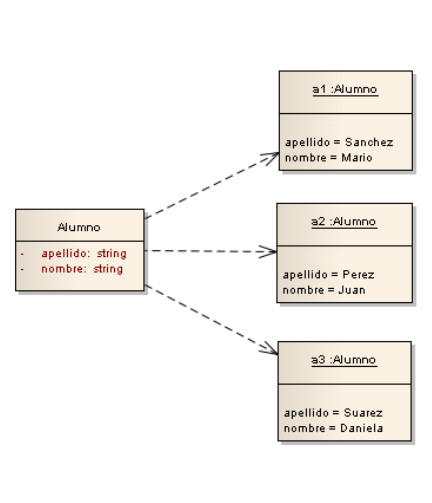 a1 :Alumno
apellido = Sanchez
nombre = Mario
Alumno
- apellido: string
- nombre: string
a2 :Alumno
apellido = Perez
nombre = Juan
a3 :Alumno
apellido = Suarez
nombre = Daniela